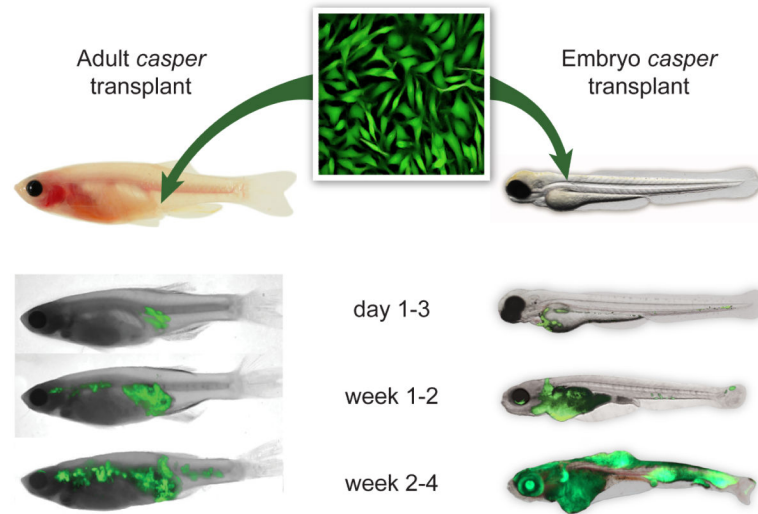 Adult casper
transplant
Embryo casper
transplant
day 1-3
week 1-2
week 2-4